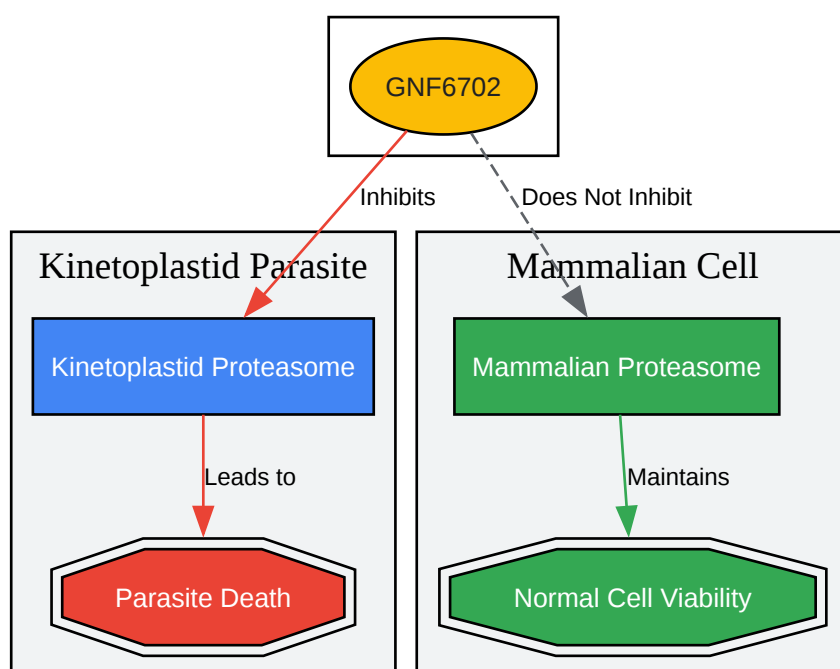 GNF6702
Inhibits
Does Not Inhibit
Kinetoplastid Parasite
Mammalian Cell
Kinetoplastid Proteasome
Mammalian Proteasome
Leads to
Maintains
Parasite Death
Normal Cell Viability